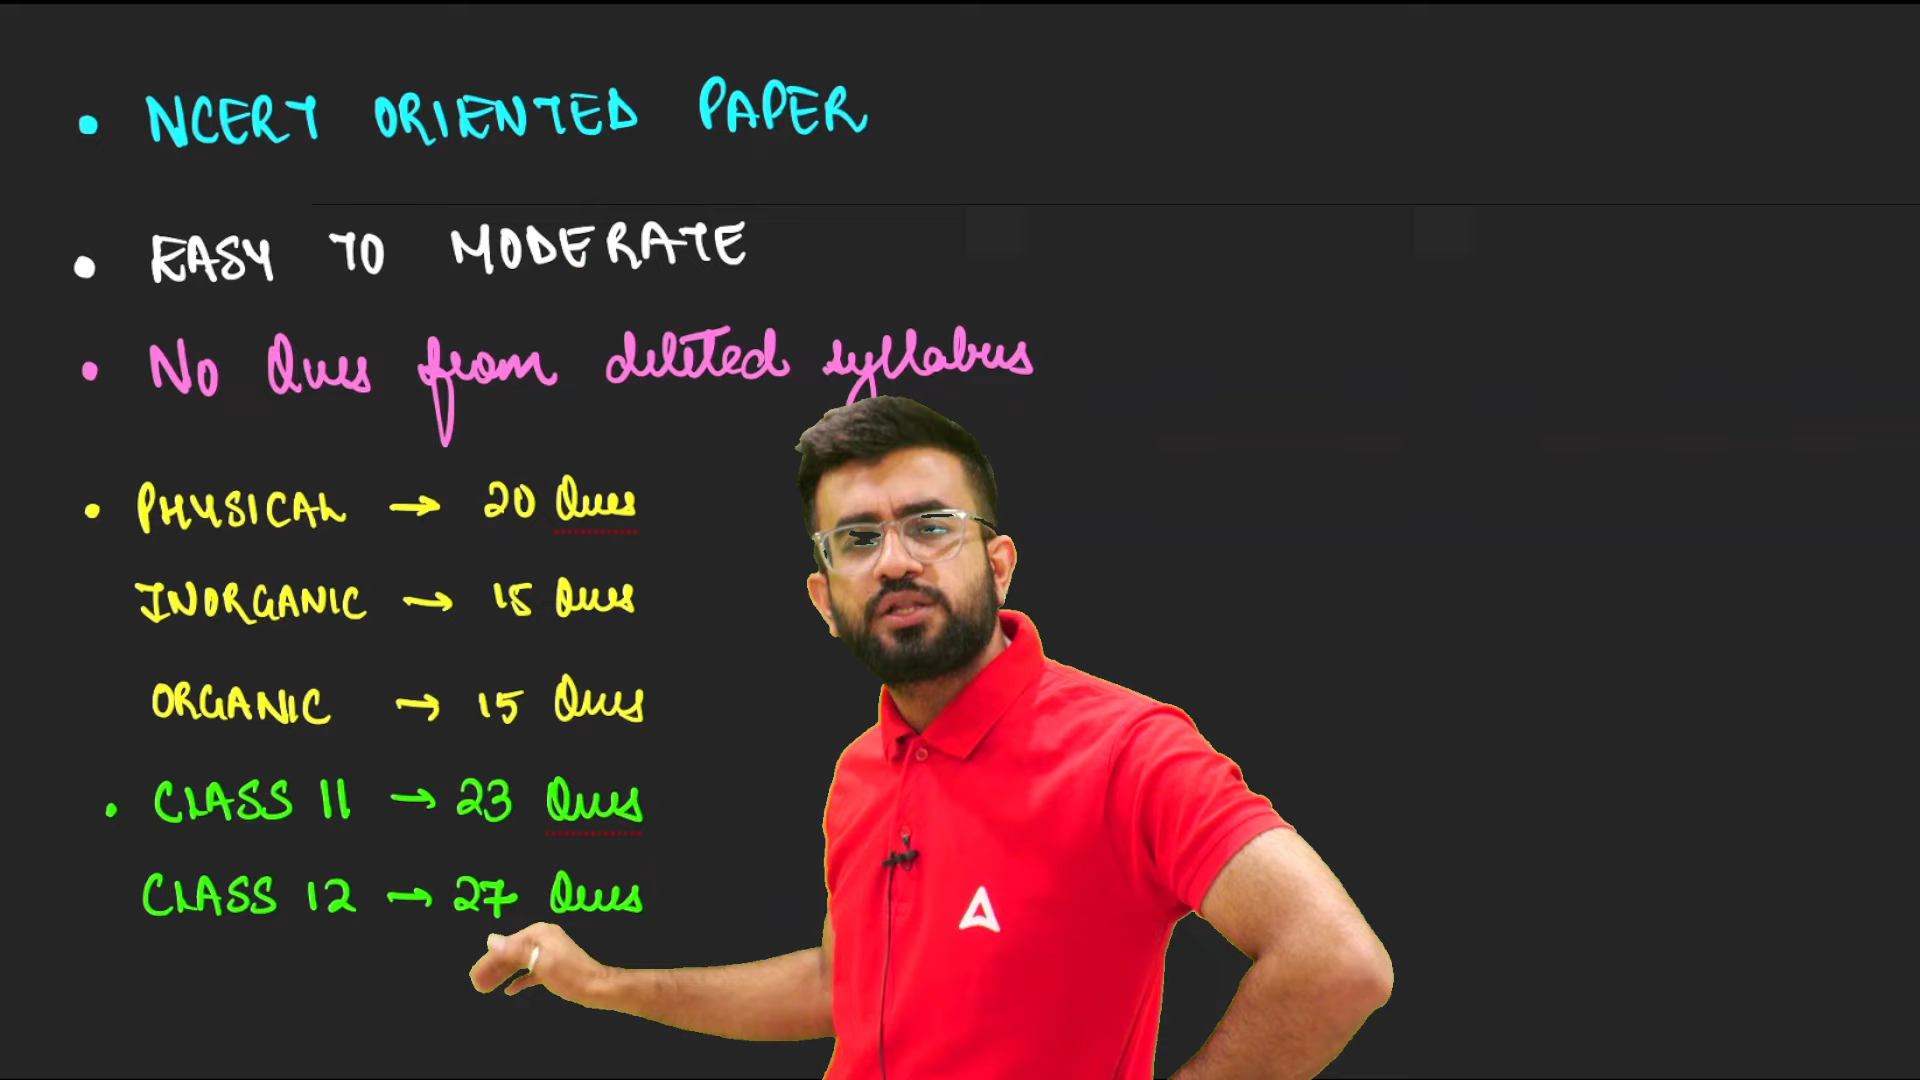 • NCERT ORIENTED PAPER
• EASY TO MODERATE
• No Ques from deleted syllabus
• PHYSICAL → 20 Ques
INORGANIC → 15 Ques
ORGANIC → 15 Ques
• CLASS 11 → 23 Ques
CLASS 12 → 27 Ques